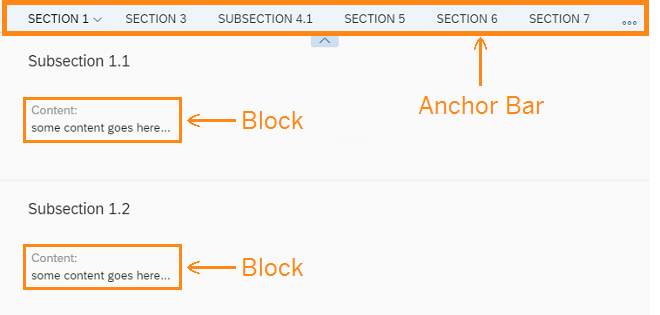 SECTION 1 SECTION 3 SUBSECTION 4.1 SECTION 5 SECTION 6 SECTION 7
Subsection 1.1
Anchor Bar
Content:
some content goes here...
Block
Subsection 1.2
Content:
some content goes here...
Block